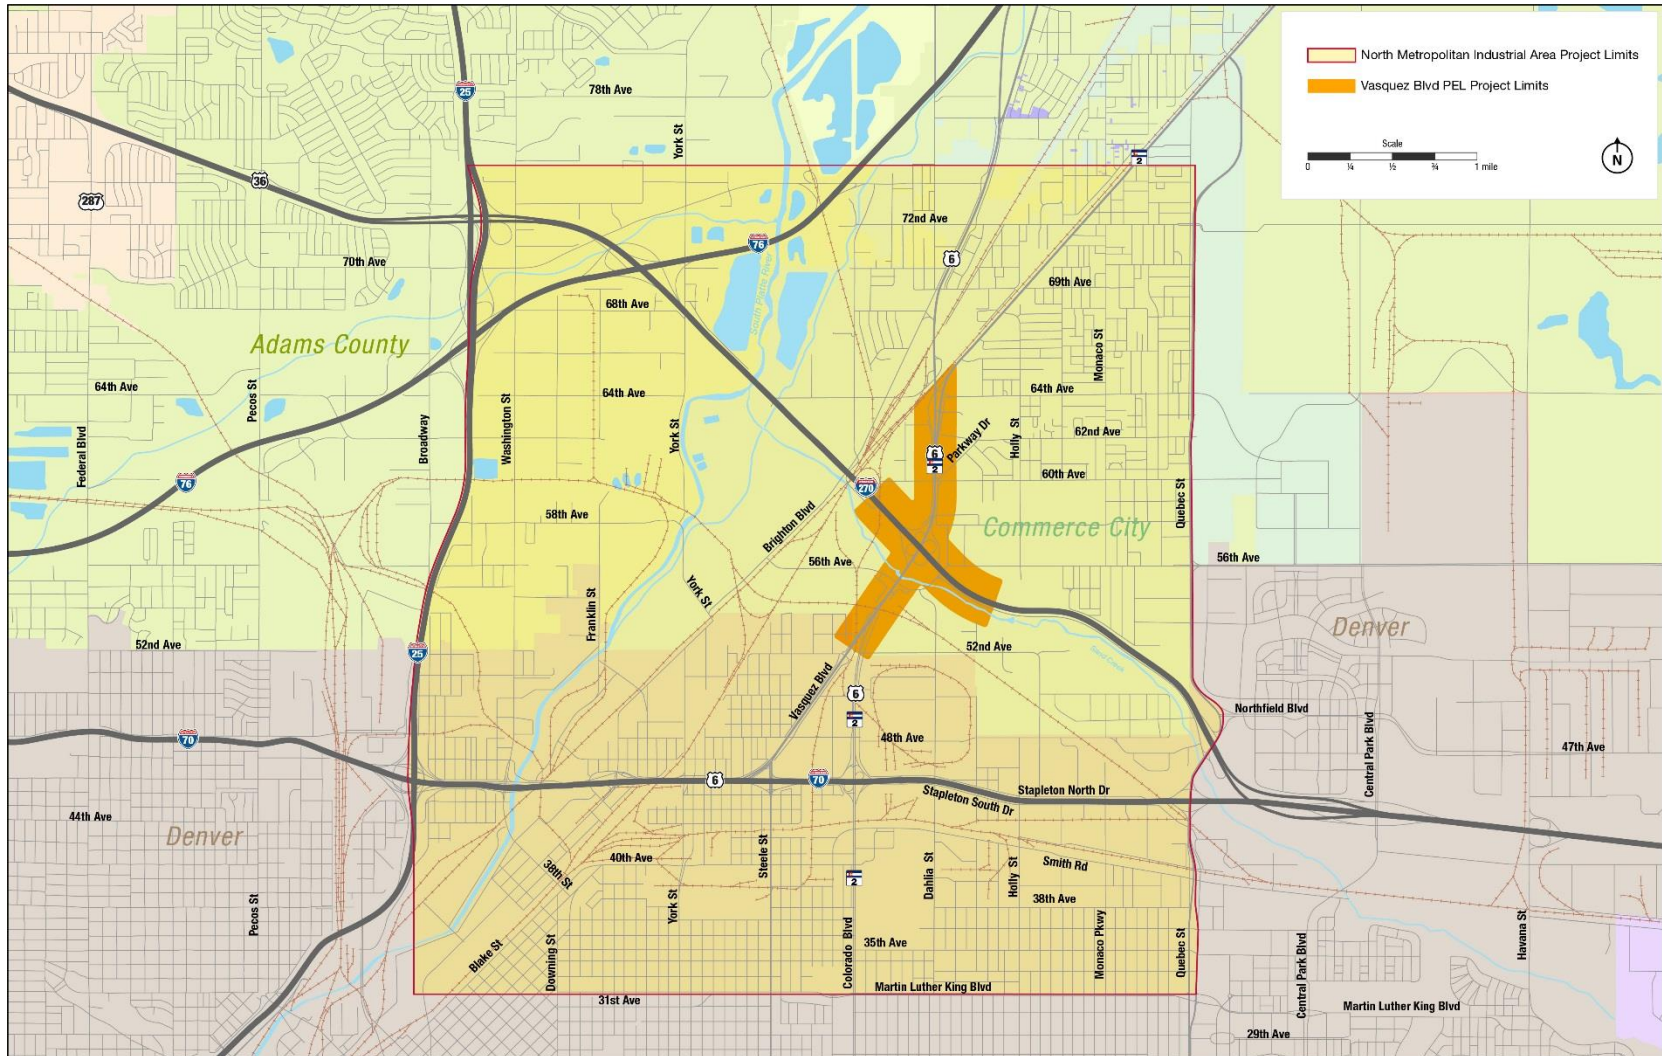 North Metropolitan Industrial Area Project Limits
Vasquez Blvd PEL Project Limits
Scale
0 ¼ ½ ¾ 1 mile
N
25
78th Ave
York St
2
36
287
72nd Ave
76
6
70th Ave
South Platte River
69th Ave
68th Ave
Adams County
Monaco St
64th Ave
Pecos St
Washington St
64th Ave
64th Ave
Federal Blvd
Broadway
York St
Parkway Dr
Holly St
62nd Ave
6
2
60th Ave
76
270
Quebec St
58th Ave
Brighton Blvd
Commerce City
56th Ave
56th Ave
York St
Franklin St
52nd Ave
25
52nd Ave
Sand Creek
Denver
Vasquez Blvd
6
2
Northfield Blvd
70
48th Ave
Central Park Blvd
47th Ave
6
70
Stapleton North Dr
Stapleton South Dr
44th Ave
Denver
38th St
40th Ave
Steele St
2
Dahlia St
Holly St
Smith Rd
Pecos St
York St
38th Ave
Blake St
Downing St
Colorado Blvd
35th Ave
Monaco Pkwy
Quebec St
Havana St
Central Park Blvd
31st Ave
Martin Luther King Blvd
Martin Luther King Blvd
29th Ave